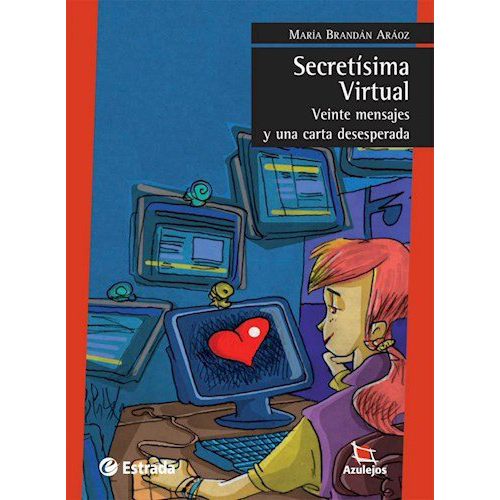 María Brandán Aráoz
Secretísima
Virtual
Veinte mensajes
y una carta desesperada
Estrada
Azulejos